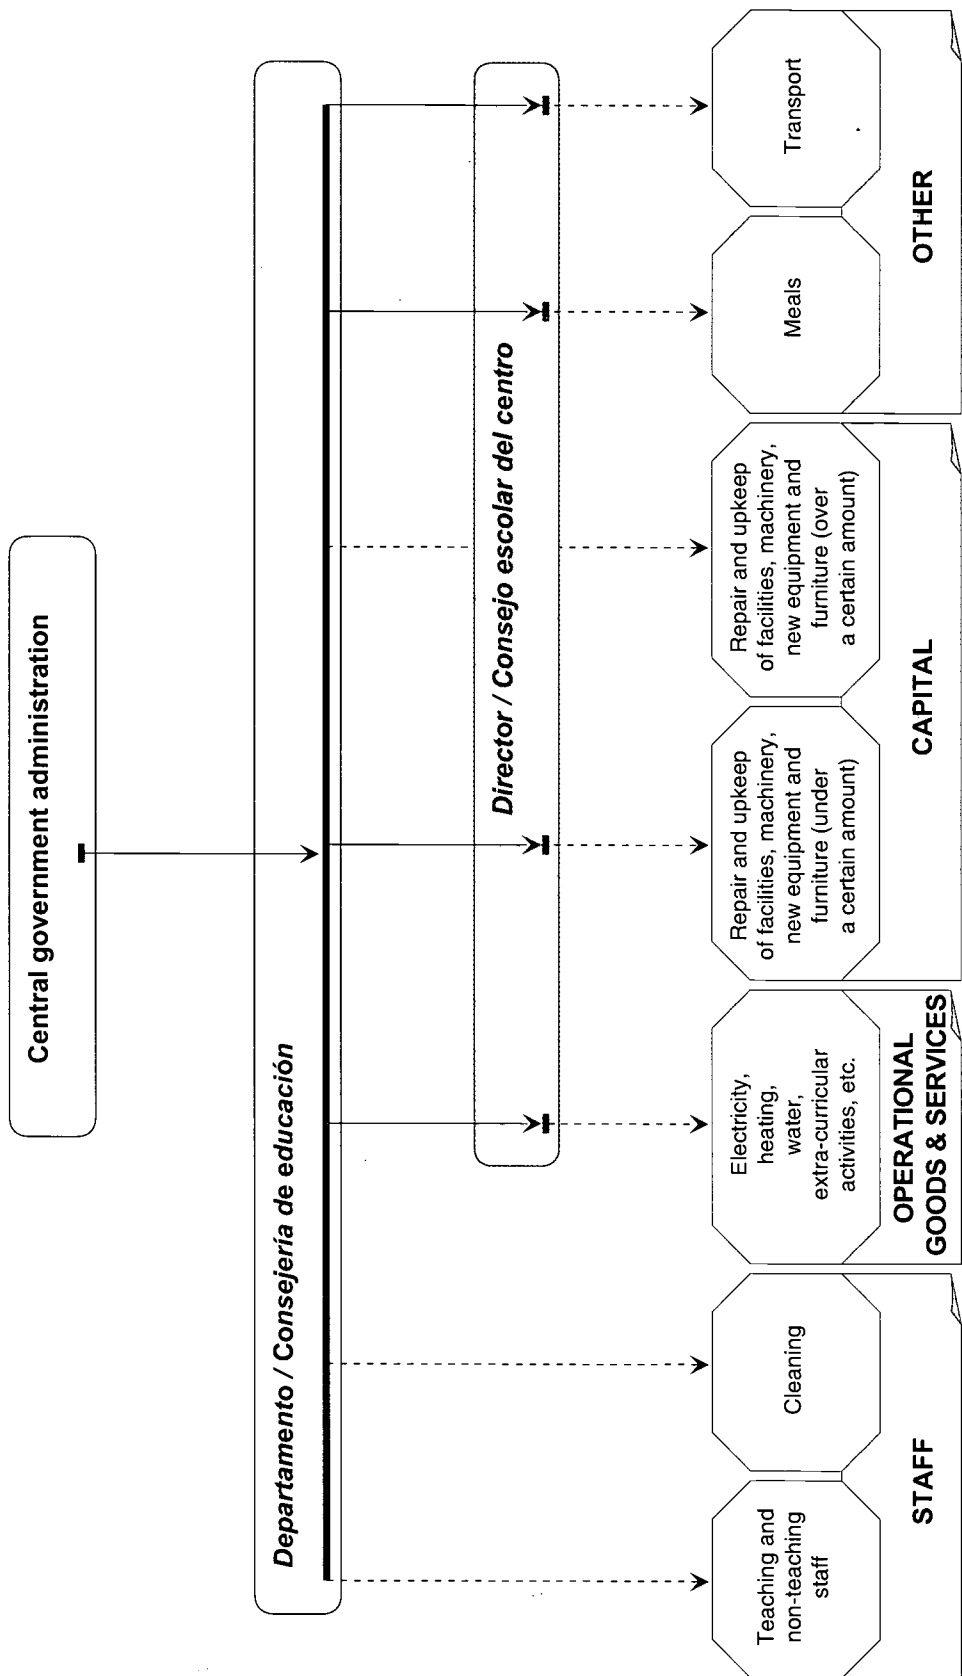 Central government administration
Departamento / Consejería de educación
Director / Consejo escolar del centro
Teaching and
non-teaching
staff
Cleaning
Electricity,
heating,
water,
extra-curricular
activities, etc.
Repair and upkeep
of facilities, machinery,
new equipment and
furniture (under
a certain amount)
Repair and upkeep
of facilities, machinery,
new equipment and
furniture (over
a certain amount)
Meals
Transport
STAFF
OPERATIONAL
GOODS & SERVICES
CAPITAL
OTHER